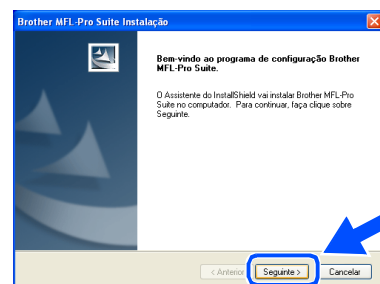 Brother MFL-Pro Suite Instalação
Bem-vindo ao programa de configuração Brother
MFL-Pro Suite.
O Assistente do InstallShield vai instalar Brother MFL-Pro
Suite no computador. Para continuar, faça clique sobre
Seguinte.
< Anterior
Seguinte >
Cancelar